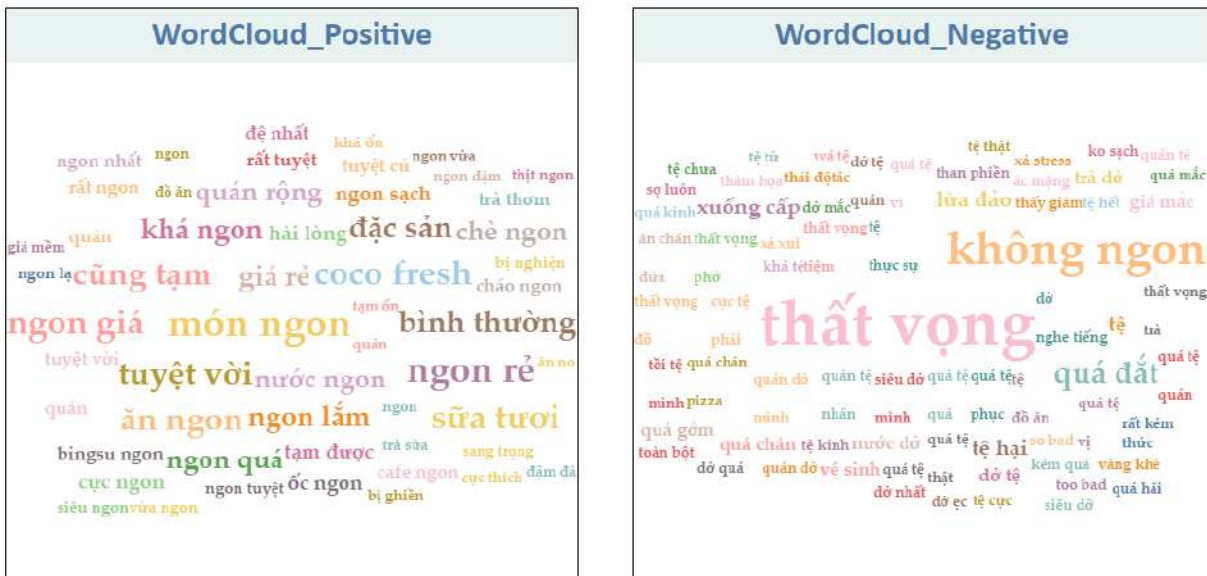 WordCloud_Positive
đệ nhất khá ổn
ngon nhất ngon rất tuyệt tuyệt cú ngon vừa
rất ngon đồ ăn quán rộng ngon sạch ngon đậm thịt ngon
trà thơm
giá mềm quán khá ngon hài lòng đặc sản chè ngon
ngon lạ cũng tạm giá rẻ coco fresh bị nghiện
cháo ngon
ngon giá món ngon tạm ổn bình thường
quán
tuyệt vời tuyệt vời nước ngon ngon rẻ ăn no
quán ăn ngon ngon lắm ngon sữa tươi
bingsu ngon ngon quá tạm được trà sữa sang trọng
cực ngon ngon tuyệt ốc ngon cafe ngon cực thích đậm đà
siêu ngon vừa ngon bị ghiền
WordCloud_Negative
tệ thật
tệ chưa tệ từ wá tệ dở tệ quá tệ xả stress ko sạch quán tệ
sợ luôn thảm họa thái độ tác than phiền ác mộng trà dở quá mắc
quá kinh xuống cấp dở mắc quán vì lừa đảo thấy giảm tệ hết giá mắc
ăn chán thất vọng xả xui thất vọng tệ không ngon
đứa phở khá tệ tiệm thực sự
thất vọng cực tệ thất vọng dở thất vọng
đồ phải nghe tiếng tệ trà
tồi tệ quá chán quá đắt quá tệ
quán dở quán tệ siêu dở quá tệ quá tệ tệ
mình pizza mình nhân mình quá phục đồ ăn quá tệ quán
quá gớm quá chán tệ kinh nước dở quá tệ tệ hại so bad vị rất kém
toàn bột thức
dở quá quán dở vệ sinh quá tệ thật dở tệ kém quá văng khè
dở nhất too bad quá hãi
dở ẹc tệ cực siêu dỡ